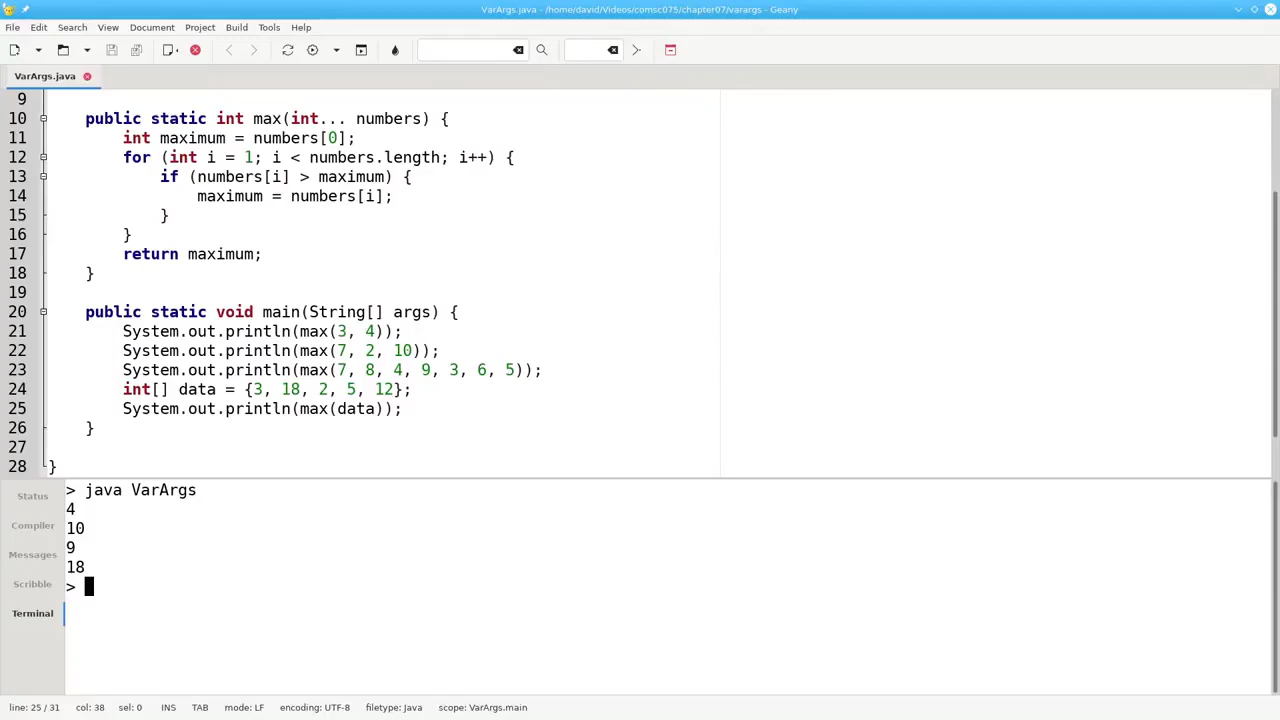 VarArgs.java - /home/david/Videos/comsc075/chapter07/varargs - Geany
File Edit Search View Document Project Build Tools Help
VarArgs.java
9
10 public static int max(int... numbers) {
11 int maximum = numbers[0];
12 for (int i = 1; i < numbers.length; i++) {
13 if (numbers[i] > maximum) {
14 maximum = numbers[i];
15 }
16 }
17 return maximum;
18 }
19
20 public static void main(String[] args) {
21 System.out.println(max(3, 4));
22 System.out.println(max(7, 2, 10));
23 System.out.println(max(7, 8, 4, 9, 3, 6, 5));
24 int[] data = {3, 18, 2, 5, 12};
25 System.out.println(max(data));
26 }
27
28 }
Status
Compiler
Messages
Scribble
Terminal
> java VarArgs
4
10
9
18
>
line: 25 / 31 col: 38 sel: 0 INS TAB mode: LF encoding: UTF-8 filetype: Java scope: VarArgs.main